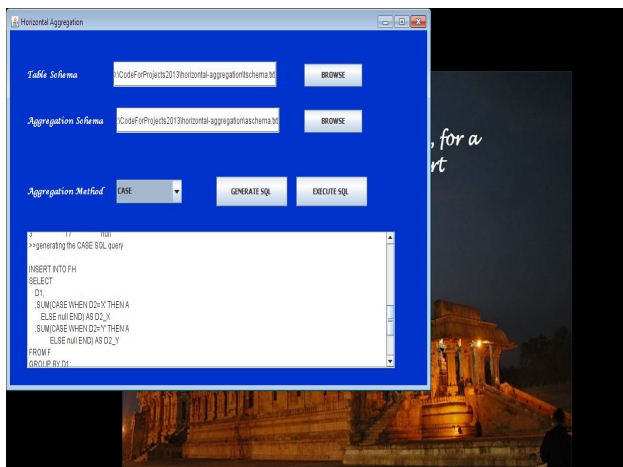 Horizontal Aggregation
Table Schema
\CodeForProjects2013\horizontal-aggregation\tschema.txt
BROWSE
Aggregation Schema
:\CodeForProjects2013\horizontal-aggregation\aschema.txt
BROWSE
, for a
rt
Aggregation Method
CASE
GENERATE SQL
EXECUTE SQL
3 17 null
>>generating the CASE SQL query
INSERT INTO FH
SELECT
D1,
,SUM(CASE WHEN D2='X' THEN A
ELSE null END) AS D2_X
,SUM(CASE WHEN D2='Y' THEN A
ELSE null END) AS D2_Y
FROM F
GROUP BY D1;